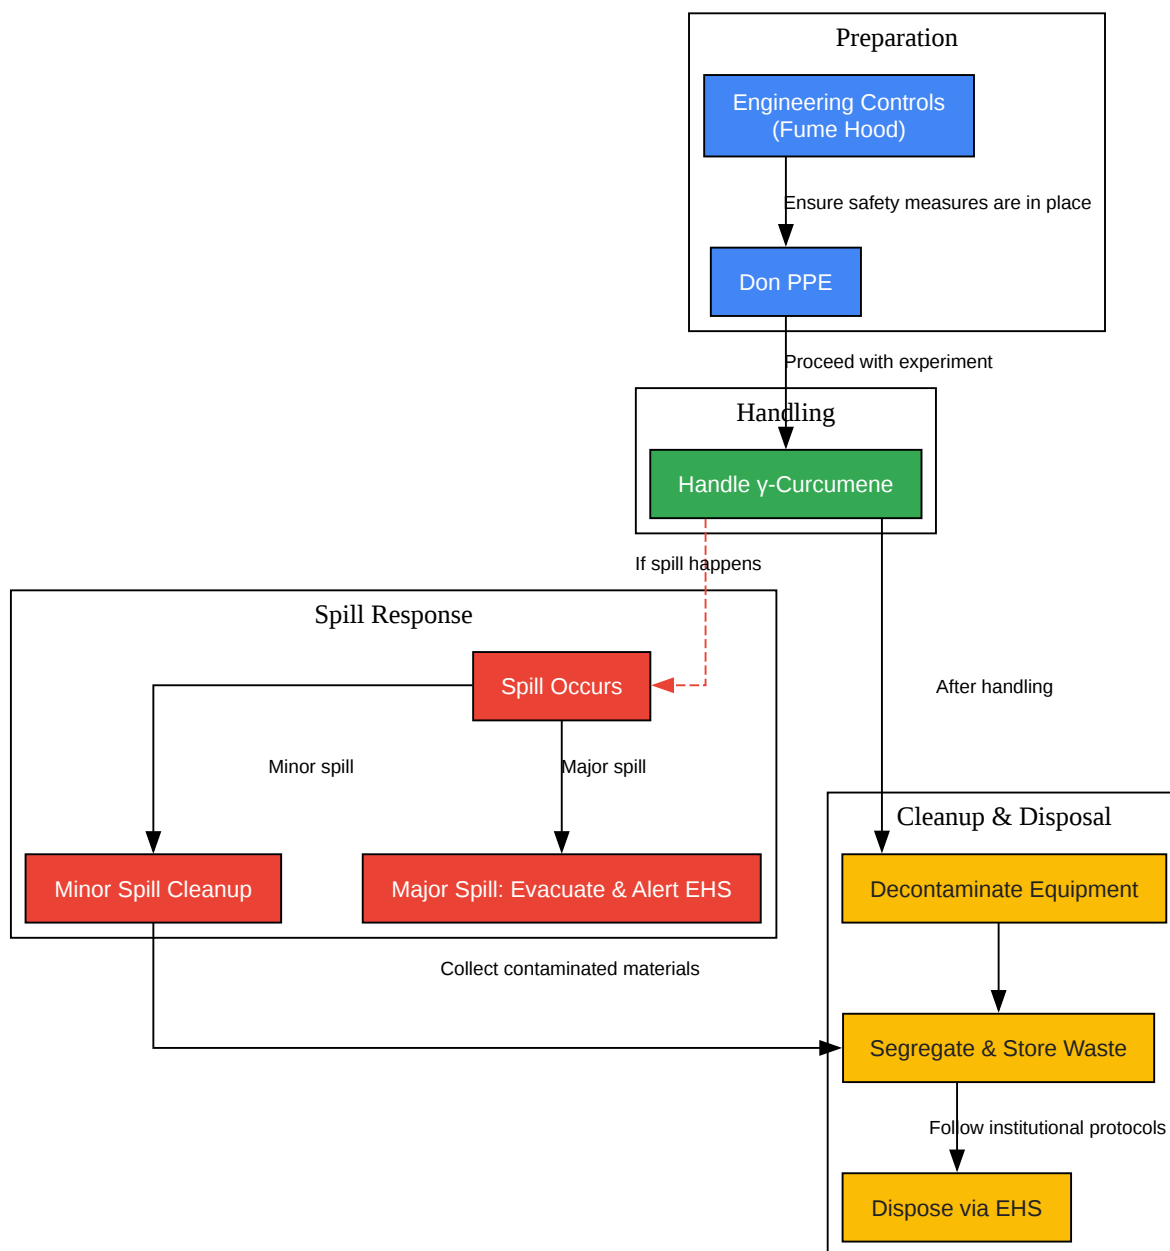 Preparation
Engineering Controls
(Fume Hood)
Ensure safety measures are in place
Don PPE
Proceed with experiment
Handling
Handle γ-Curcumene
If spill happens
Spill Response
Spill Occurs
After handling
Minor spill
Major spill
Cleanup & Disposal
Minor Spill Cleanup
Major Spill: Evacuate & Alert EHS
Decontaminate Equipment
Collect contaminated materials
Segregate & Store Waste
Follow institutional protocols
Dispose via EHS